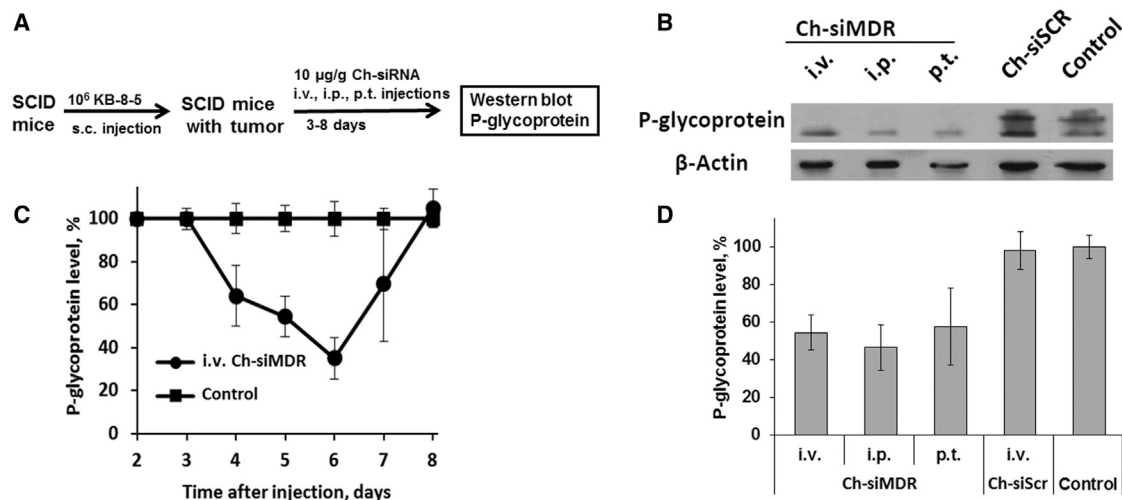 A
SCID
mice
10⁶ KB-8-5
s.c. injection
SCID mice
with tumor
10 µg/g Ch-siRNA
i.v., i.p., p.t. injections
3-8 days
Western blot
P-glycoprotein
B
Ch-siMDR
i.v.
i.p.
p.t.
Ch-siSCR
Control
P-glycoprotein
β-Actin
C
P-glycoprotein level, %
100
80
60
40
20
0
i.v. Ch-siMDR
Control
2 3 4 5 6 7 8
Time after injection, days
D
P-glycoprotein level, %
100
80
60
40
20
0
i.v. i.p. p.t. i.v.
Ch-siMDR Ch-siScr Control